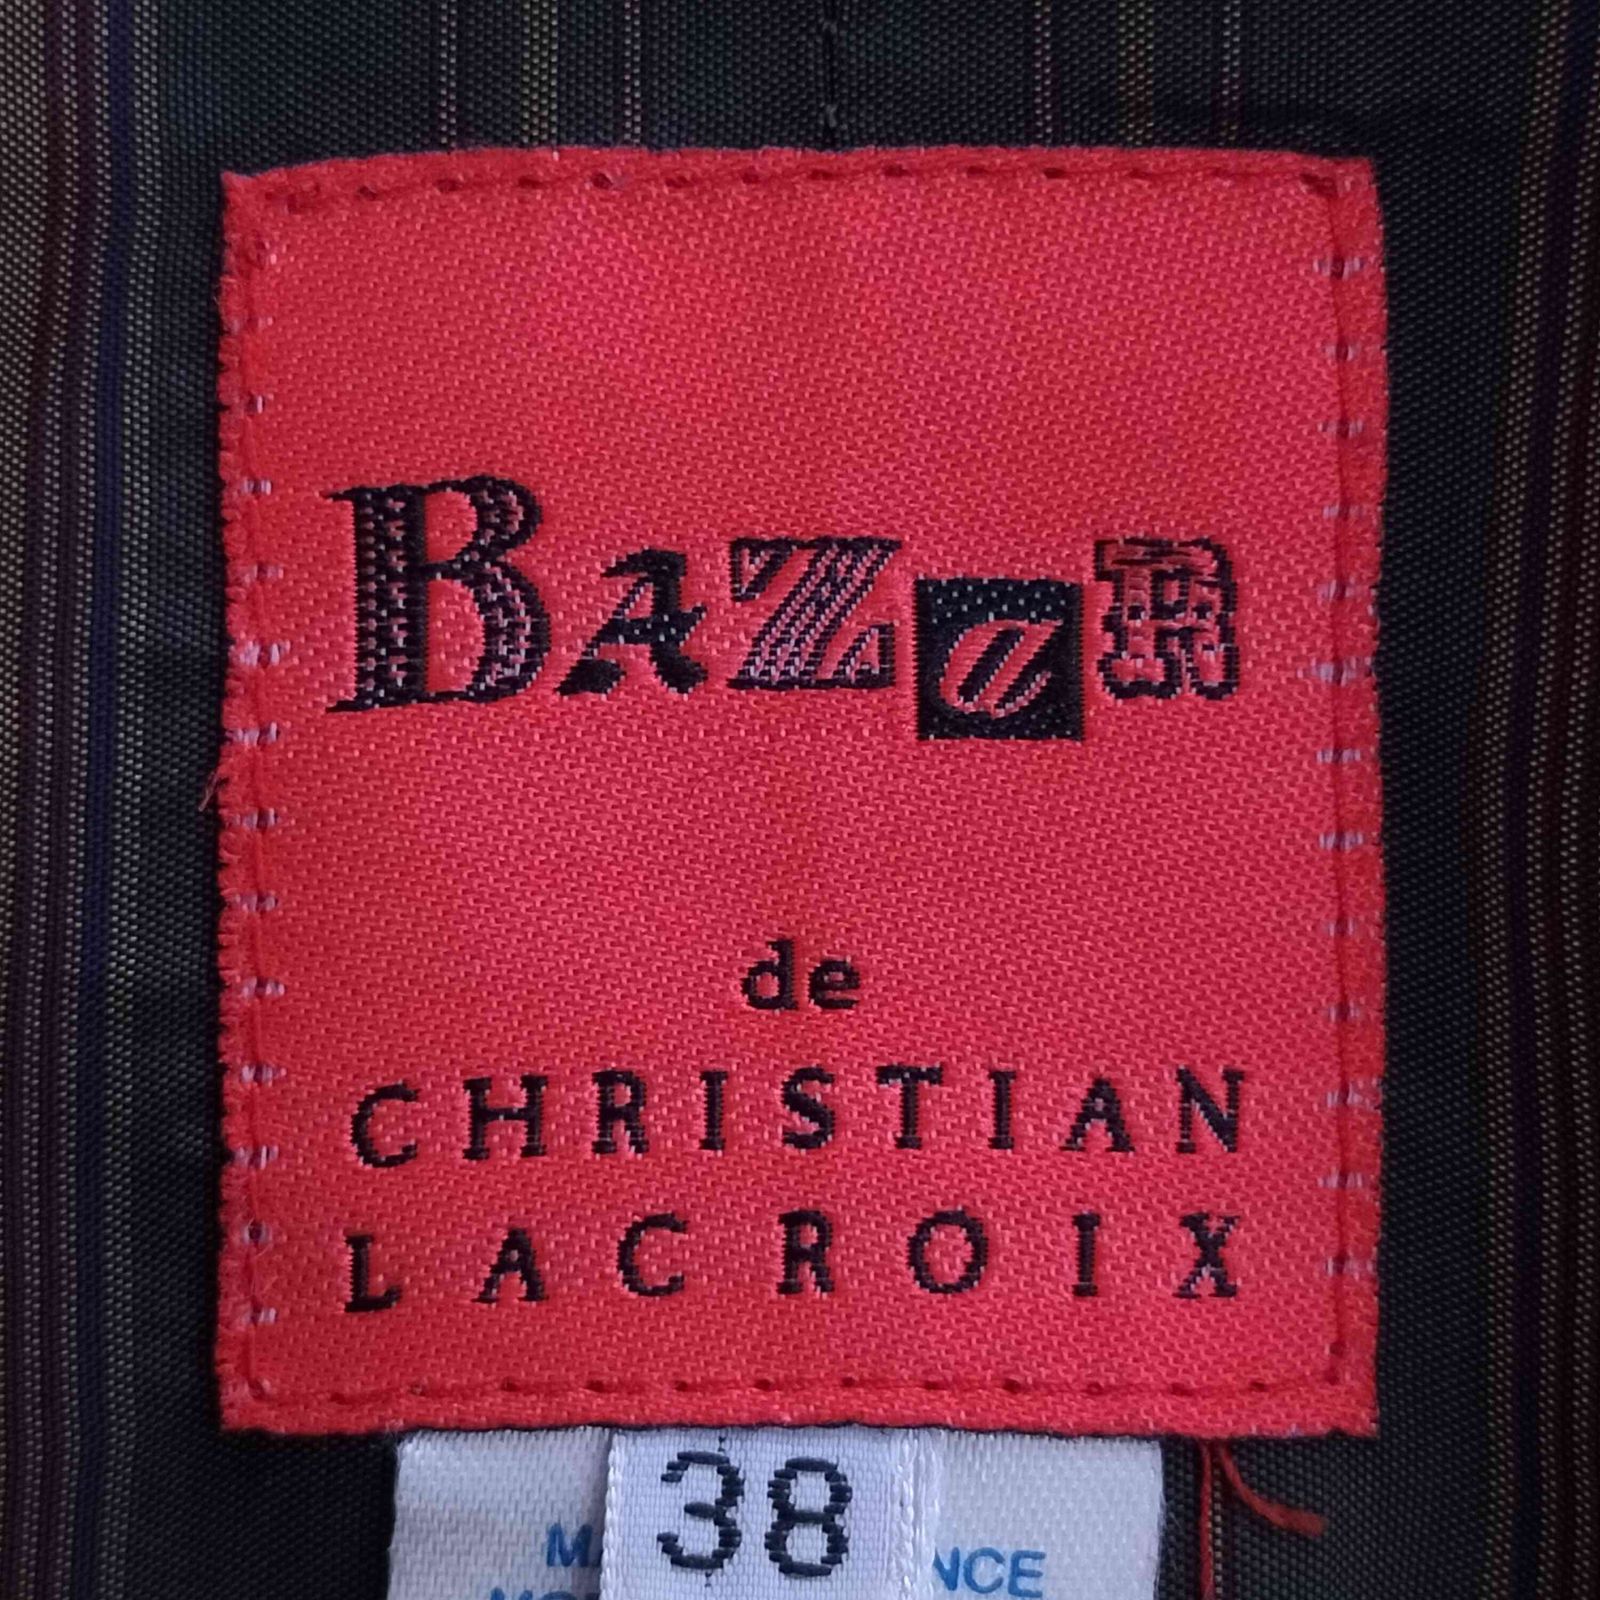 BAZaR
de
CHRISTIAN
LACROIX
38